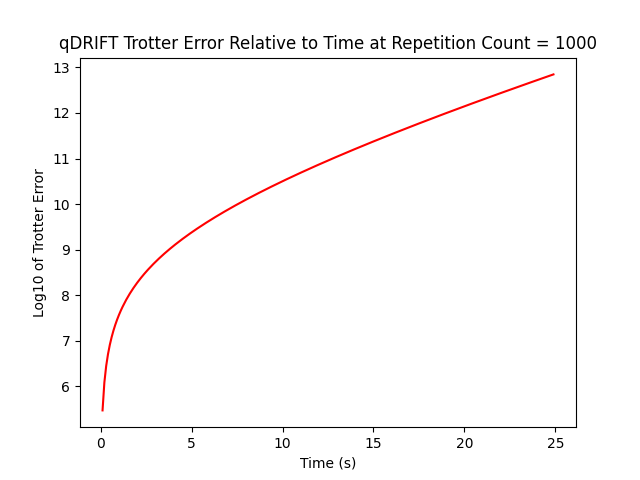 qDRIFT Trotter Error Relative to Time at Repetition Count = 1000
Log10 of Trotter Error
13
12
11
10
9
8
7
6
0 5 10 15 20 25
Time (s)